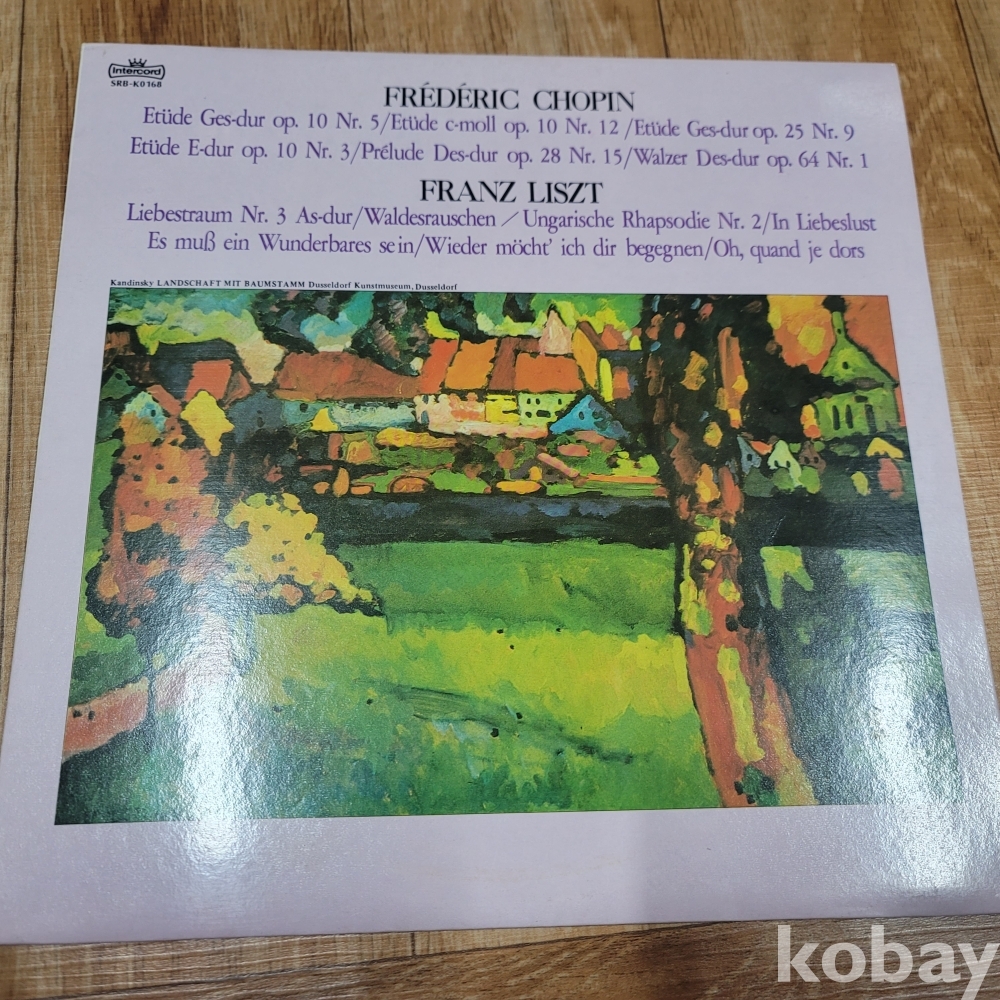 intercord
SRB-K0168
FRÉDÉRIC CHOPIN
Etüde Ges-dur op. 10 Nr. 5/Etüde c-moll op. 10 Nr. 12 /Etüde Ges-dur op. 25 Nr. 9
Etüde E-dur op. 10 Nr. 3/Prélude Des-dur op. 28 Nr. 15/Walzer Des-dur op. 64 Nr. 1
FRANZ LISZT
Liebestraum Nr. 3 As-dur/Waldesrauschen / Ungarische Rhapsodie Nr. 2/In Liebeslust
Es muß ein Wunderbares sein/Wieder möcht' ich dir begegnen/Oh, quand je dors
Kandinsky LANDSCHAFT MIT BAUMSTAMM Dusseldorf Kunstmuseum, Dusseldorf
kobay